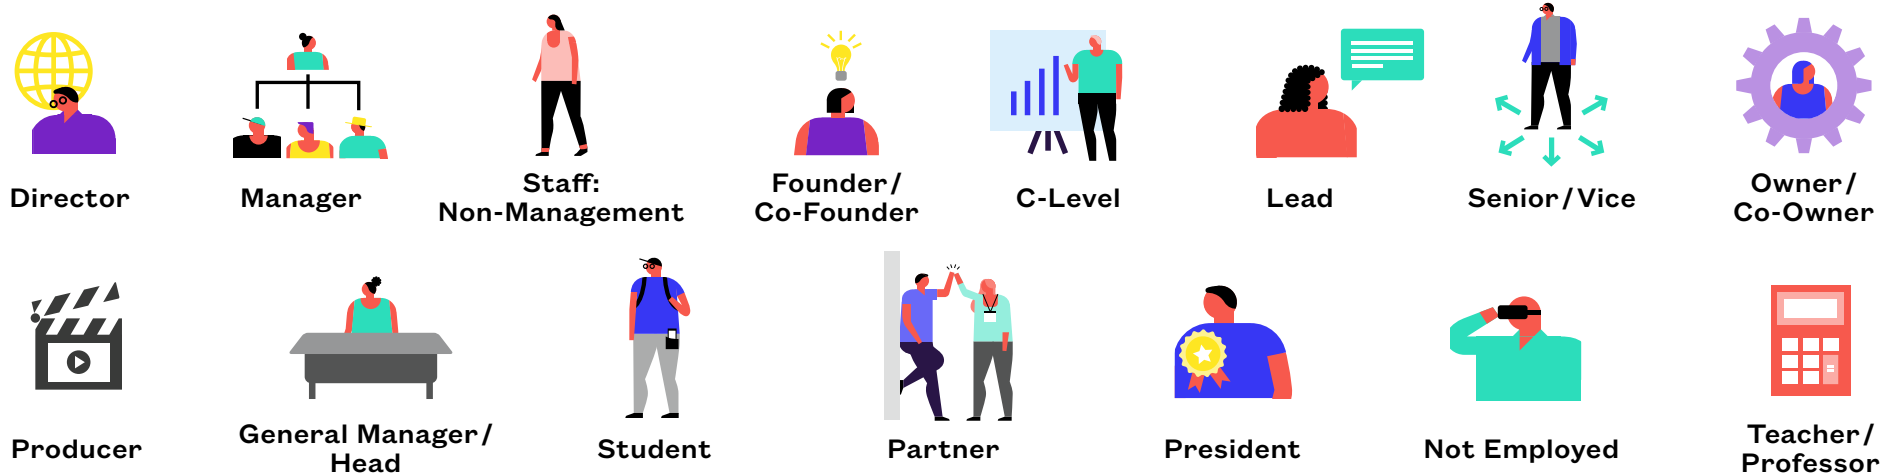 Director
Manager
Staff:
Non-Management
Founder/
Co-Founder
C-Level
Lead
Senior/Vice
Owner/
Co-Owner
Producer
General Manager/
Head
Student
Partner
President
Not Employed
Teacher/
Professor